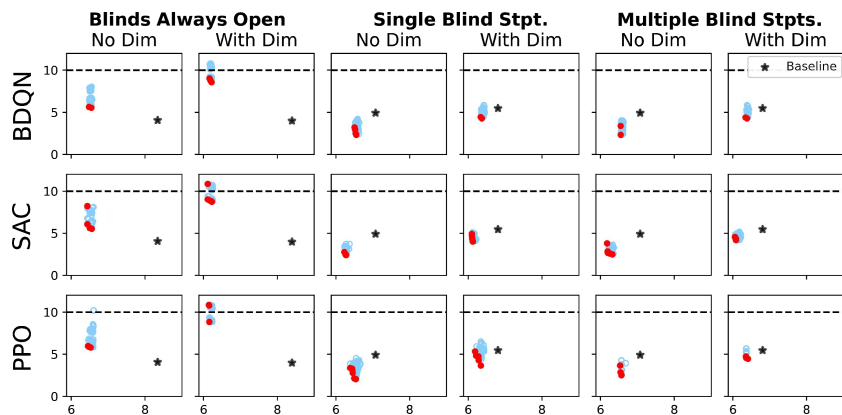 Blinds Always Open Single Blind Stpt. Multiple Blind Stpts.
No Dim With Dim No Dim With Dim No Dim With Dim
BDQN
10
5
0
Baseline
SAC
10
5
0
PPO
10
5
0
6 8 6 8 6 8 6 8 6 8 6 8